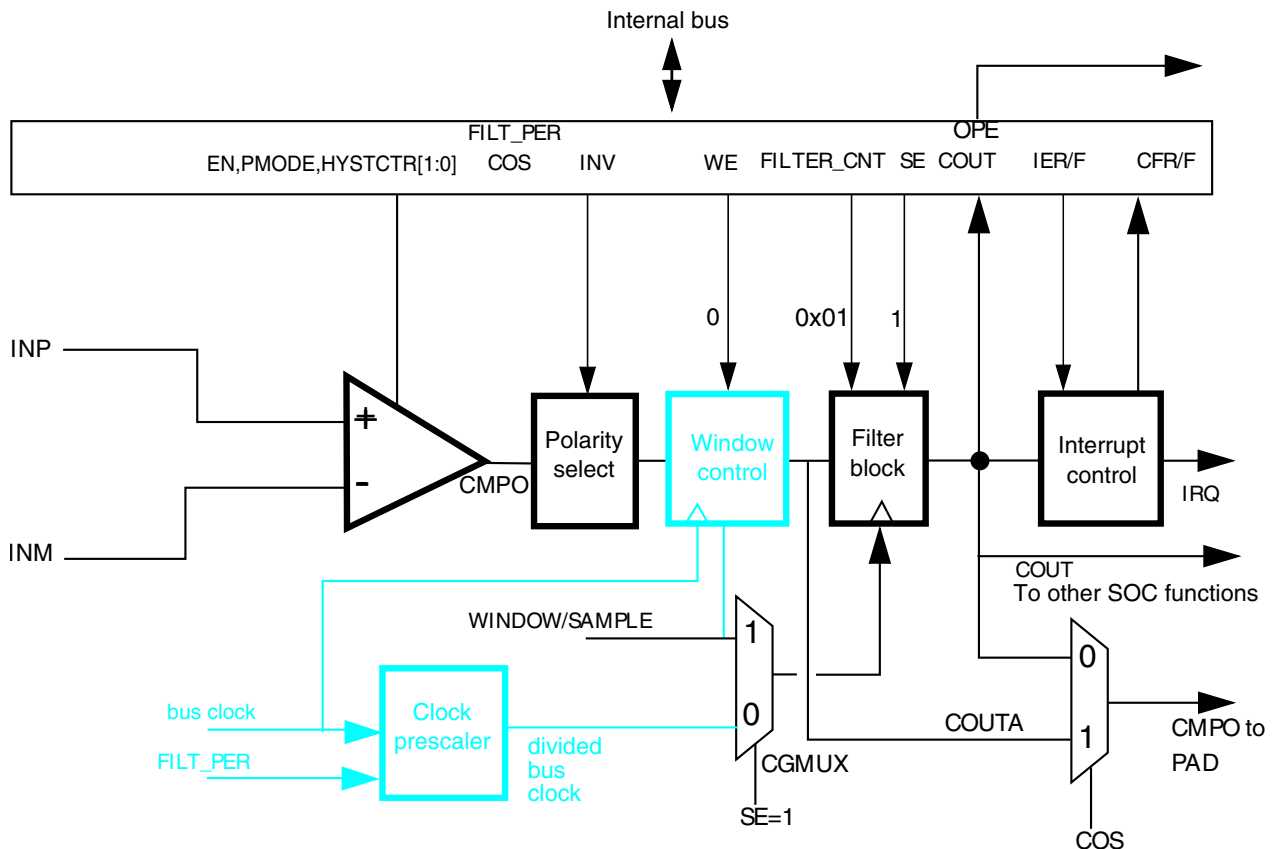 Internal bus
FILT_PER
OPE
EN,PMODE,HYSTCTR[1:0]
COS
INV
WE
FILTER_CNT
SE
COUT
IER/F
CFR/F
0
0x01
1
INP
+
-
INM
CMPO
Polarity
select
Window
control
Filter
block
Interrupt
control
IRQ
COUT
To other SOC functions
WINDOW/SAMPLE
1
0
CGMUX
SE=1
bus clock
FILT_PER
Clock
prescaler
divided
bus
clock
COUTA
0
1
CMPO to
PAD
COS